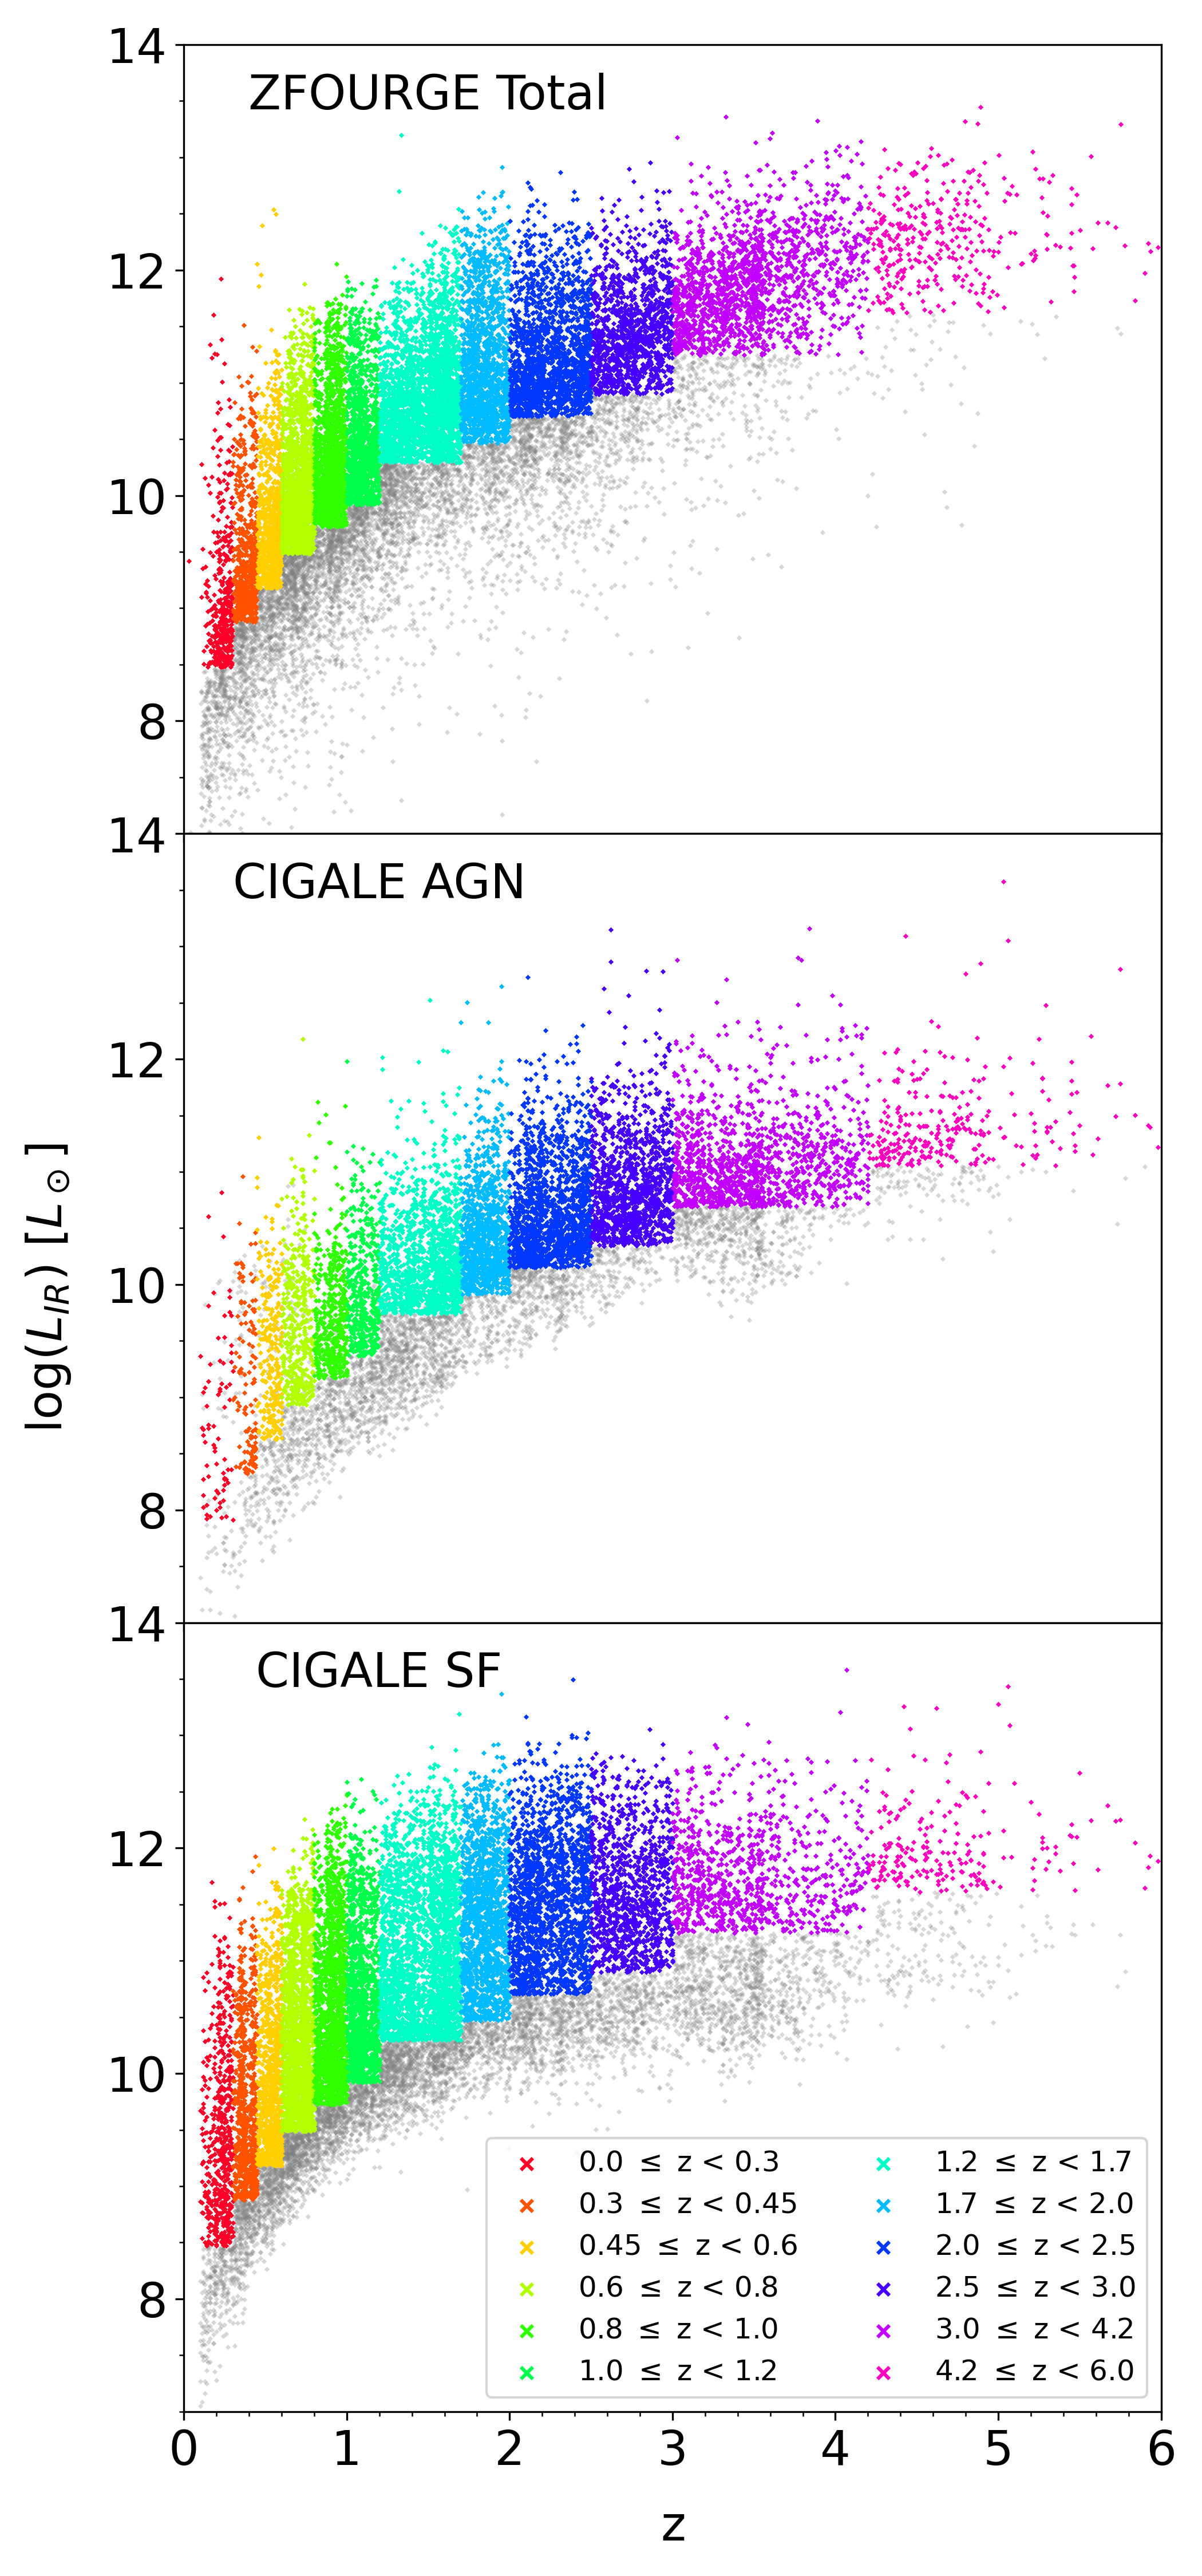 ZFOURGE Total
14
12
10
8
CIGALE AGN
14
12
10
8
log(L_IR) [L_⊙]
CIGALE SF
14
12
10
8
0.0 ≤ z < 0.3
0.3 ≤ z < 0.45
0.45 ≤ z < 0.6
0.6 ≤ z < 0.8
0.8 ≤ z < 1.0
1.0 ≤ z < 1.2
1.2 ≤ z < 1.7
1.7 ≤ z < 2.0
2.0 ≤ z < 2.5
2.5 ≤ z < 3.0
3.0 ≤ z < 4.2
4.2 ≤ z < 6.0
0 1 2 3 4 5 6
z